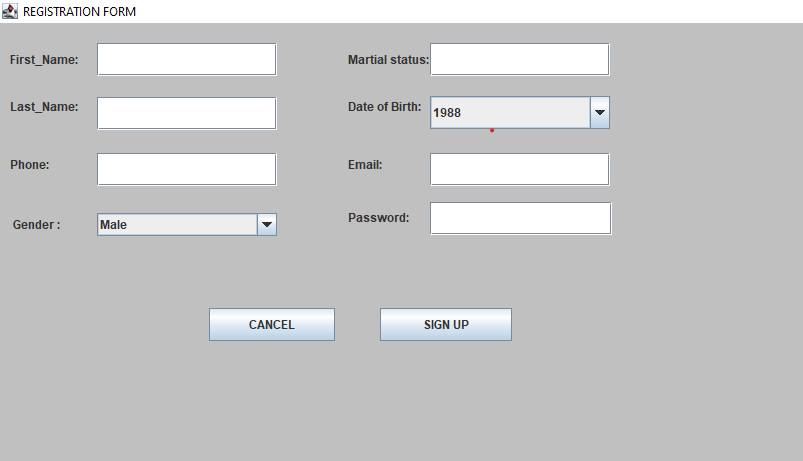 REGISTRATION FORM
First_Name: Martial status:
Last_Name: Date of Birth: 1988
Phone: Email:
Gender : Male Password:
CANCEL SIGN UP